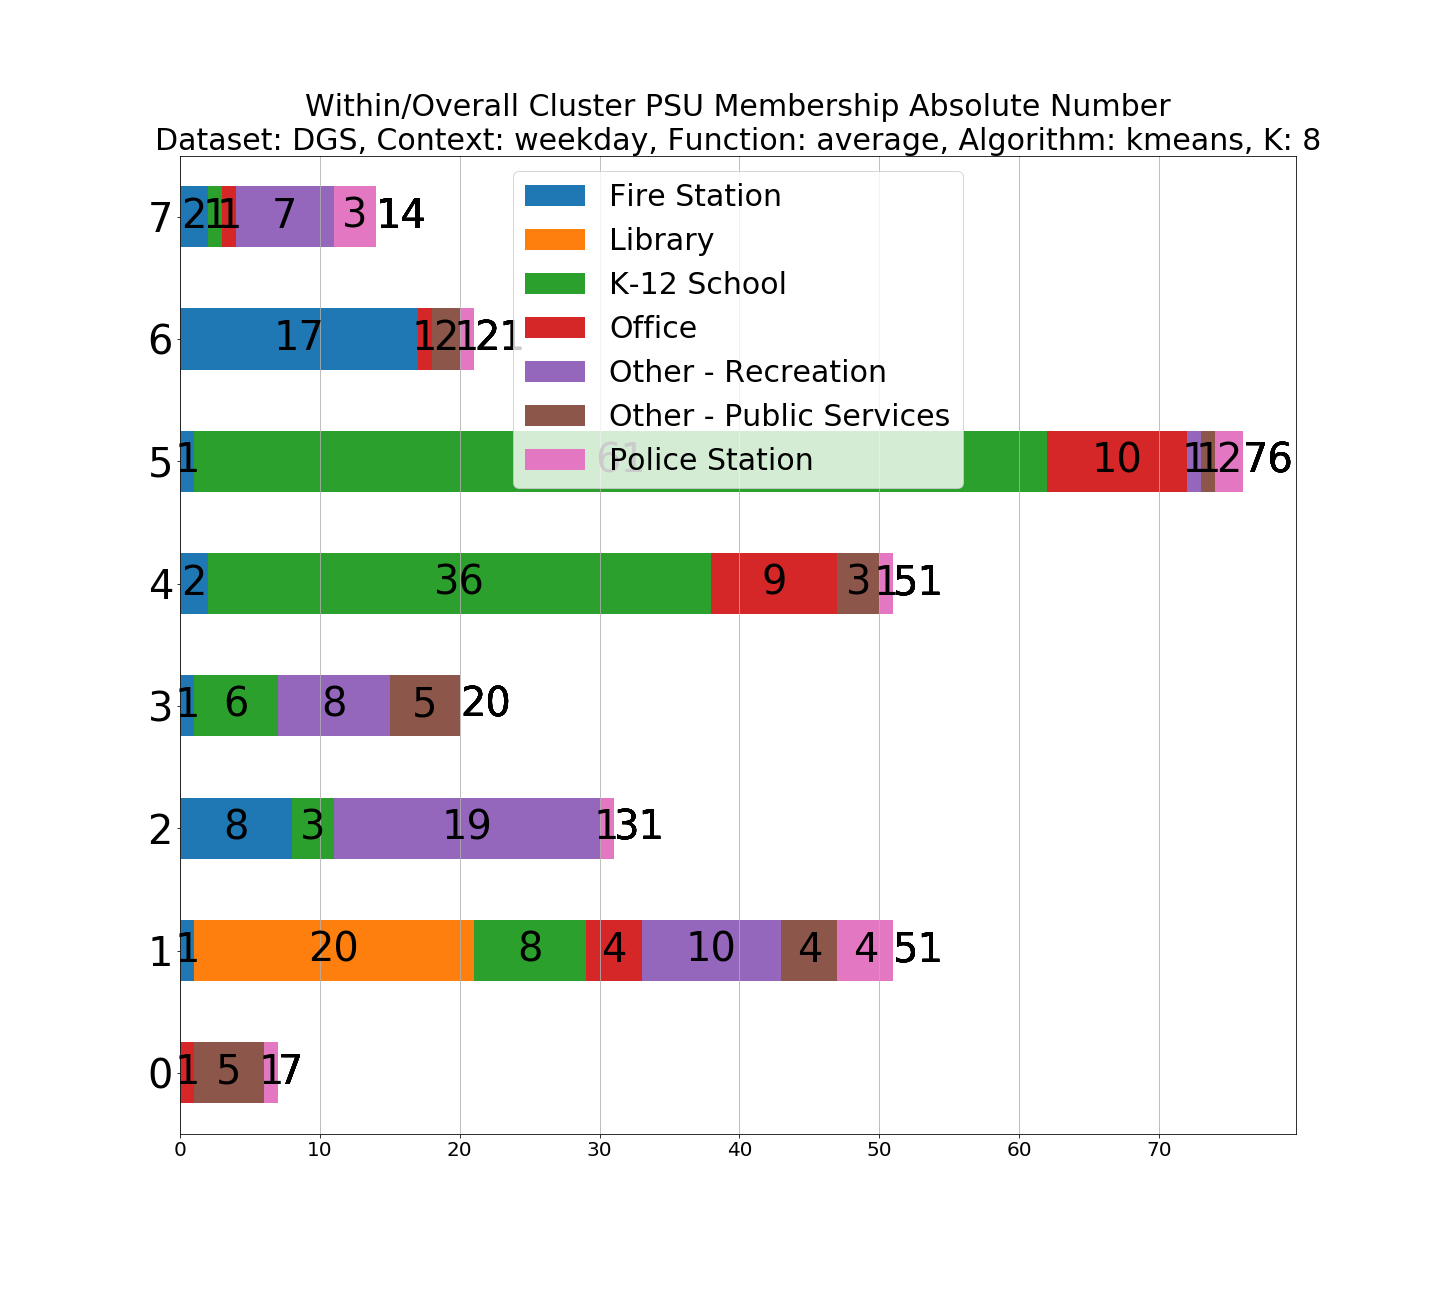 Within/Overall Cluster PSU Membership Absolute Number
Dataset: DGS, Context: weekday, Function: average, Algorithm: kmeans, K: 8
Fire Station
Library
K-12 School
Office
Other - Recreation
Other - Public Services
Police Station
7 2 1 1 7 3 14
6 17 1 2 1 21
5 1 61 10 1 1 2 76
4 2 36 9 3 1 51
3 1 6 8 5 20
2 8 3 19 1 31
1 1 20 8 4 10 4 4 51
0 1 5 1 7
0 10 20 30 40 50 60 70